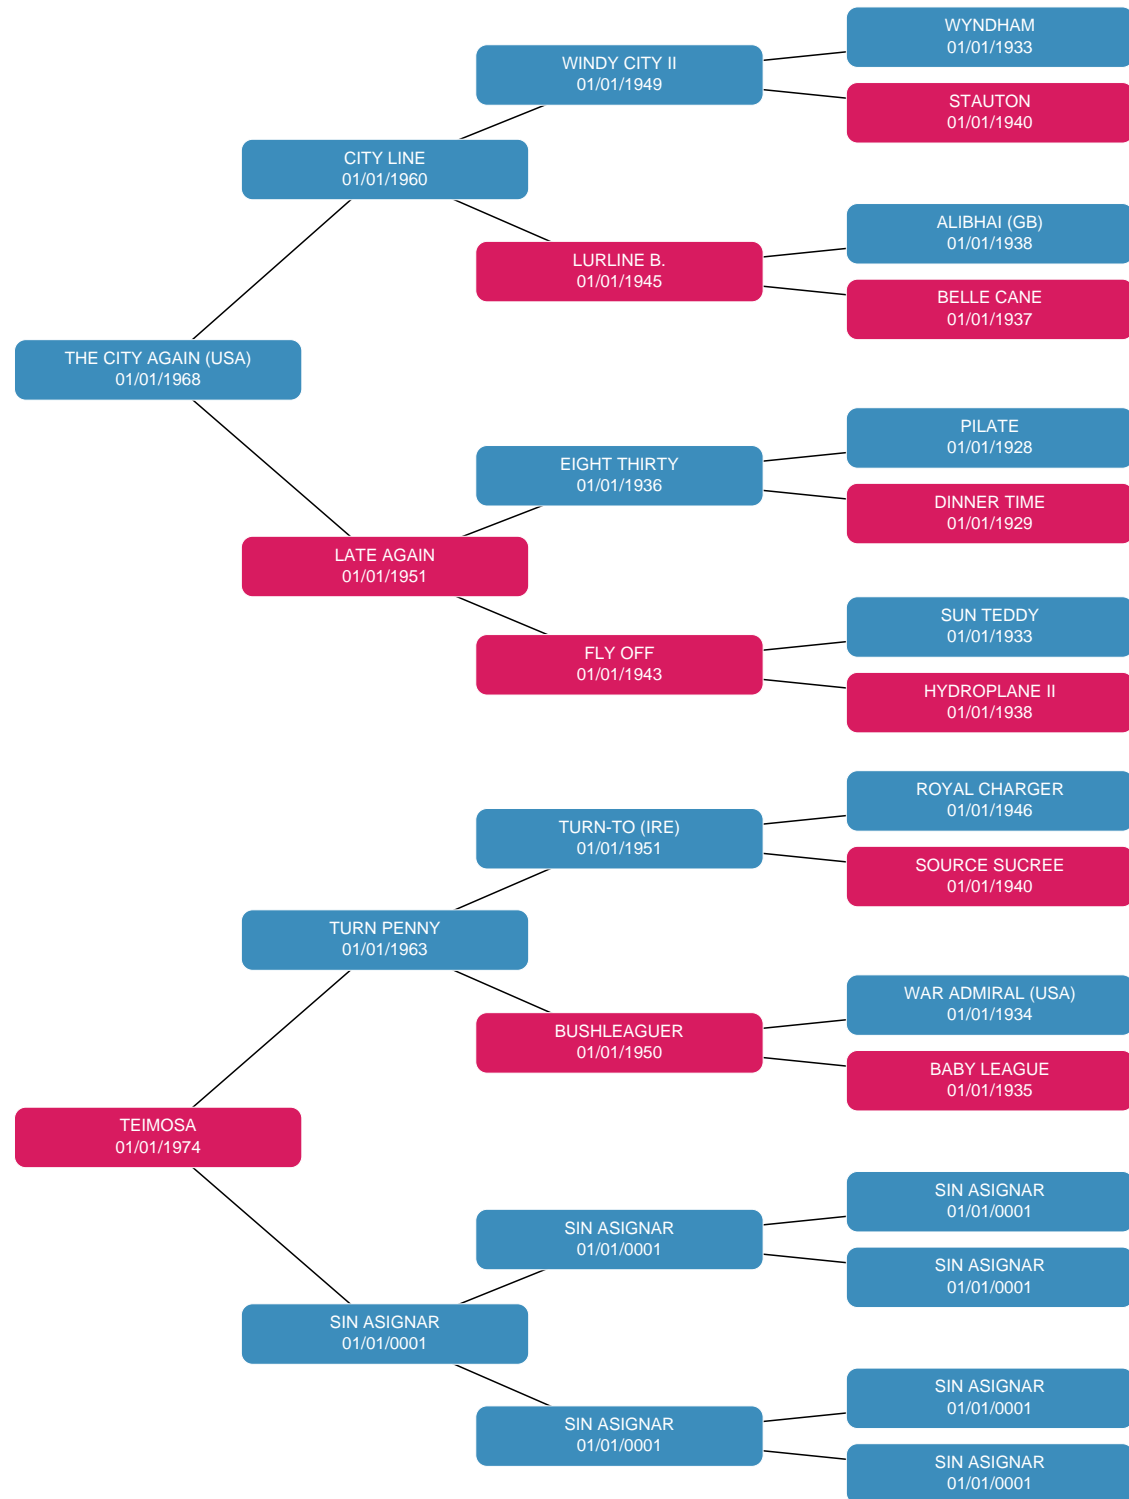 WYNDHAM
01/01/1933
WINDY CITY II
01/01/1949
STAUTON
01/01/1940
CITY LINE
01/01/1960
ALIBHAI (GB)
01/01/1938
LURLINE B.
01/01/1945
BELLE CANE
01/01/1937
THE CITY AGAIN (USA)
01/01/1968
PILATE
01/01/1928
EIGHT THIRTY
01/01/1936
DINNER TIME
01/01/1929
LATE AGAIN
01/01/1951
SUN TEDDY
01/01/1933
FLY OFF
01/01/1943
HYDROPLANE II
01/01/1938
ROYAL CHARGER
01/01/1946
TURN-TO (IRE)
01/01/1951
SOURCE SUCREE
01/01/1940
TURN PENNY
01/01/1963
WAR ADMIRAL (USA)
01/01/1934
BUSHLEAGUER
01/01/1950
BABY LEAGUE
01/01/1935
TEIMOSA
01/01/1974
SIN ASIGNAR
01/01/0001
SIN ASIGNAR
01/01/0001
SIN ASIGNAR
01/01/0001
SIN ASIGNAR
01/01/0001
SIN ASIGNAR
01/01/0001
SIN ASIGNAR
01/01/0001
SIN ASIGNAR
01/01/0001